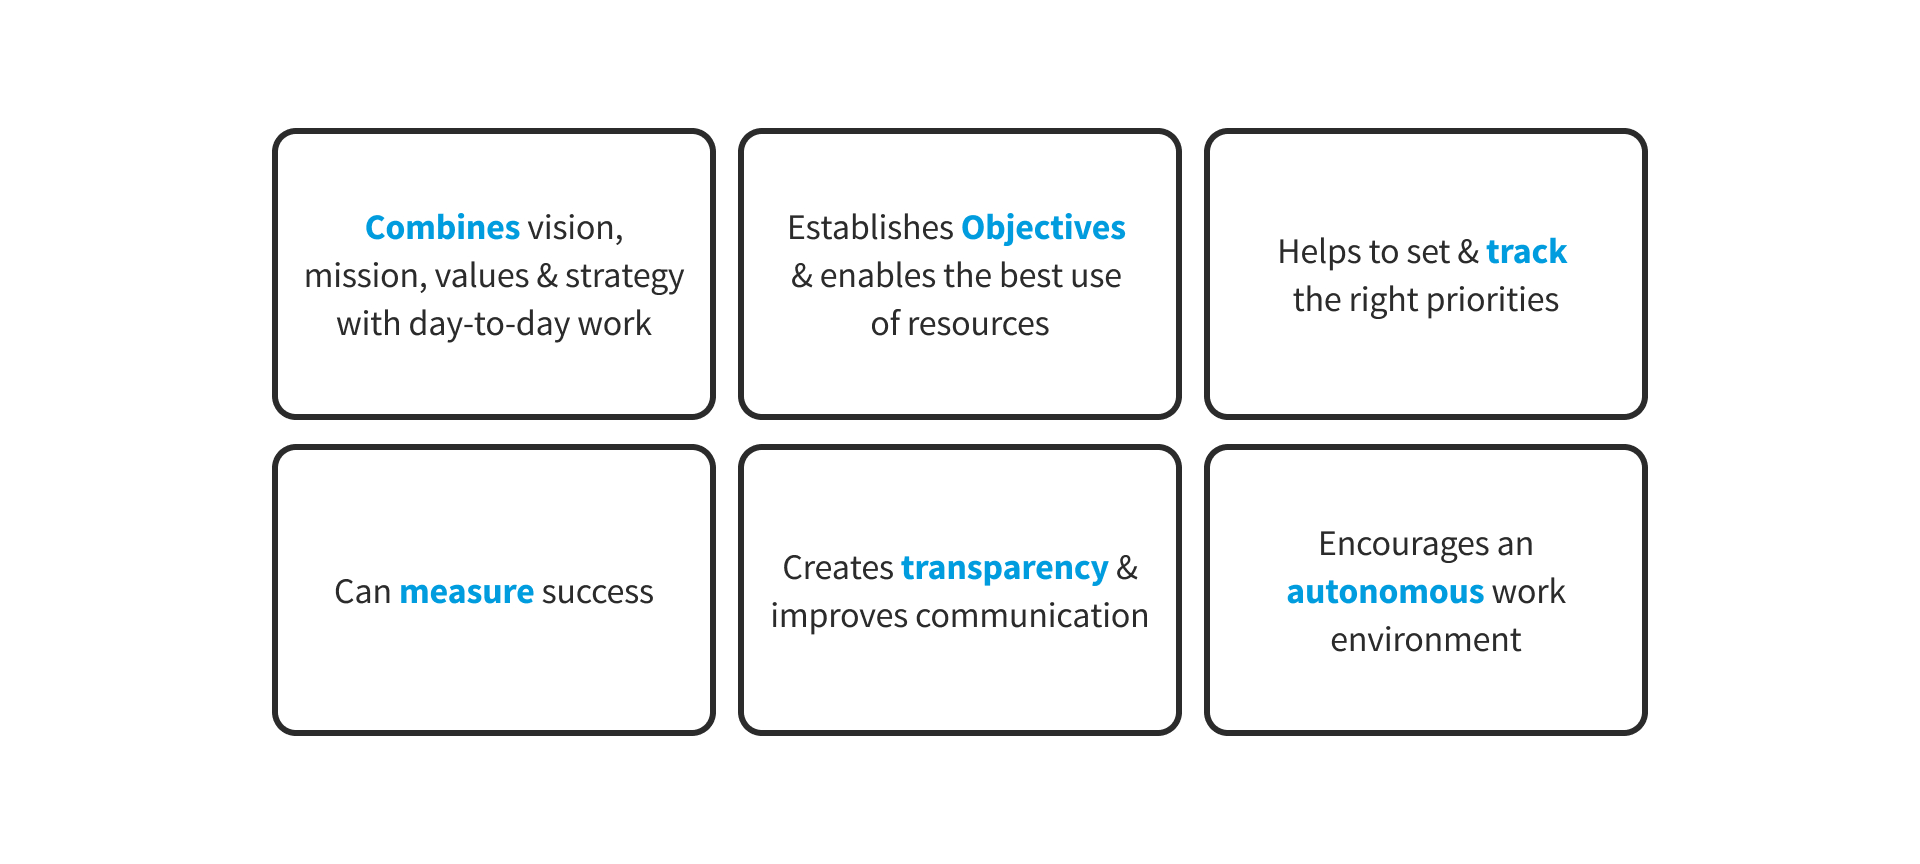 Combines vision,
mission, values & strategy
with day-to-day work
Establishes Objectives
& enables the best use
of resources
Helps to set & track
the right priorities
Can measure success
Creates transparency &
improves communication
Encourages an
autonomous work
environment